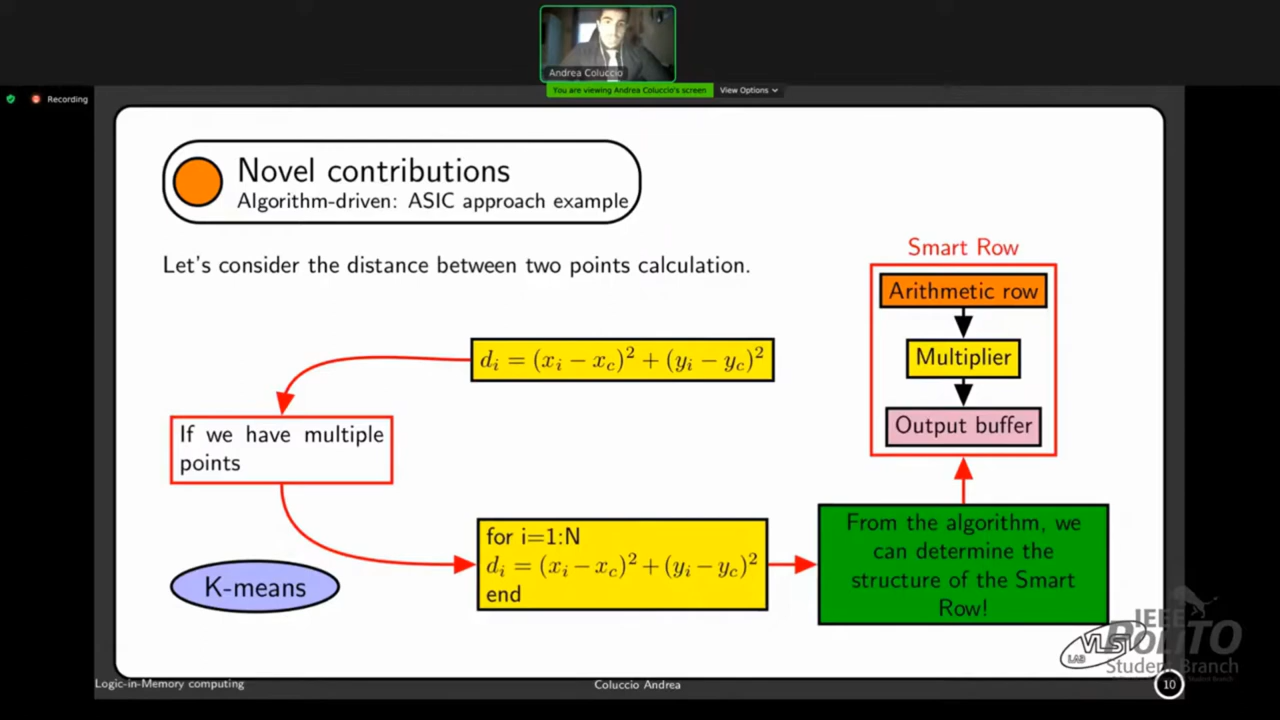 Andrea Coluccio
You are viewing Andrea Coluccio's screen
View Options
Recording
Novel contributions
Algorithm-driven: ASIC approach example
Let's consider the distance between two points calculation.
d_i = (x_i − x_c)^2 + (y_i − y_c)^2
If we have multiple
points
K-means
for i=1:N
d_i = (x_i − x_c)^2 + (y_i − y_c)^2
end
Smart Row
Arithmetic row
Multiplier
Output buffer
From the algorithm, we
can determine the
structure of the Smart
Row!
IEEE
POLITO
Student Branch
Student Branch
VLSI
LAB
Logic-in-Memory computing
Coluccio Andrea
10